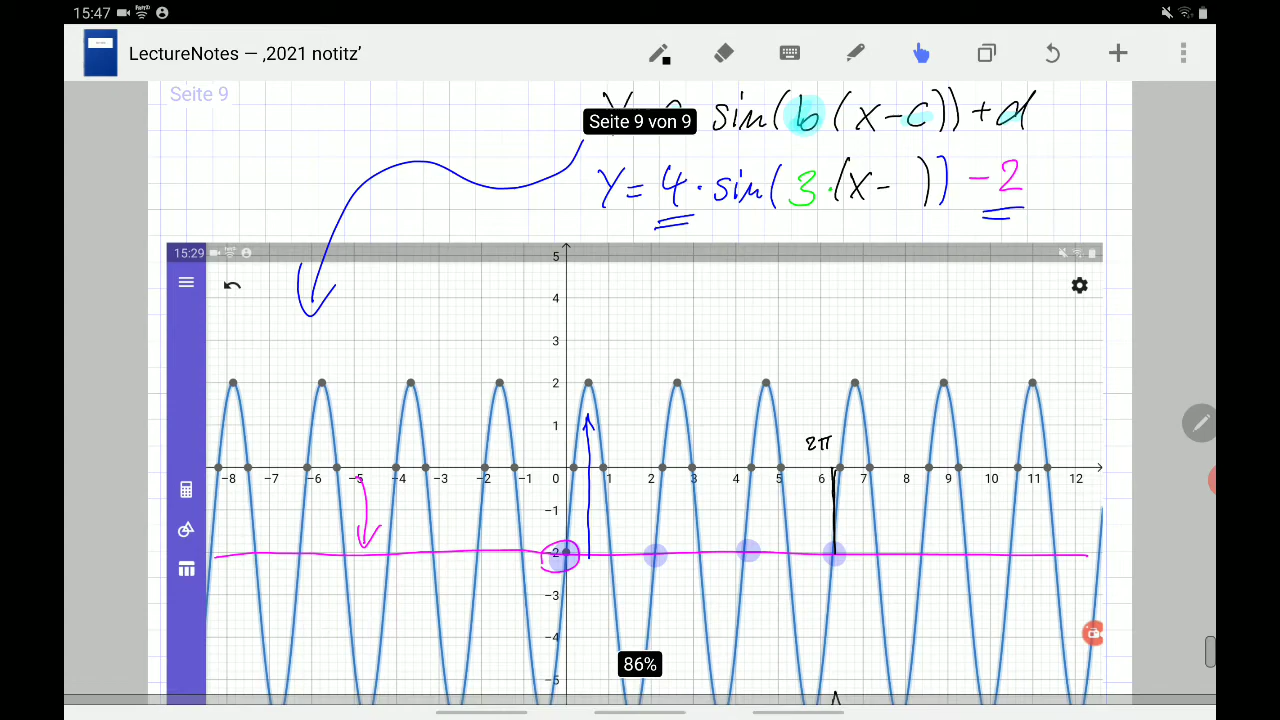 15:47
LectureNotes — ‚2021 notitz’
Seite 9
sin(b(x-c))+d
Seite 9 von 9
Y = 4 · sin( 3 · (x - )) - 2
15:29
5
4
3
2
1
2π
-8 -7 -6 -5 -4 -3 -2 -1 0 1 2 3 4 5 6 7 8 9 10 11 12
-1
-2
-3
-4
-5
86%